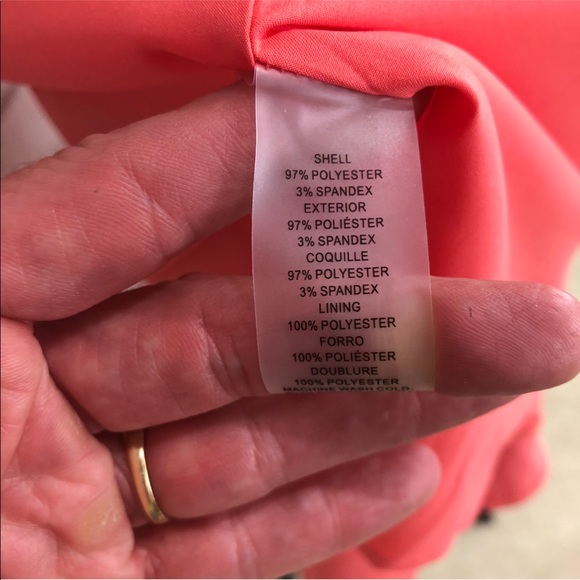 SHELL
97% POLYESTER
3% SPANDEX
EXTERIOR
97% POLIÉSTER
3% SPANDEX
COQUILLE
97% POLYESTER
3% SPANDEX
LINING
100% POLYESTER
FORRO
100% POLIÉSTER
DOUBLURE
100% POLYESTER
MACHINE WASH COLD.